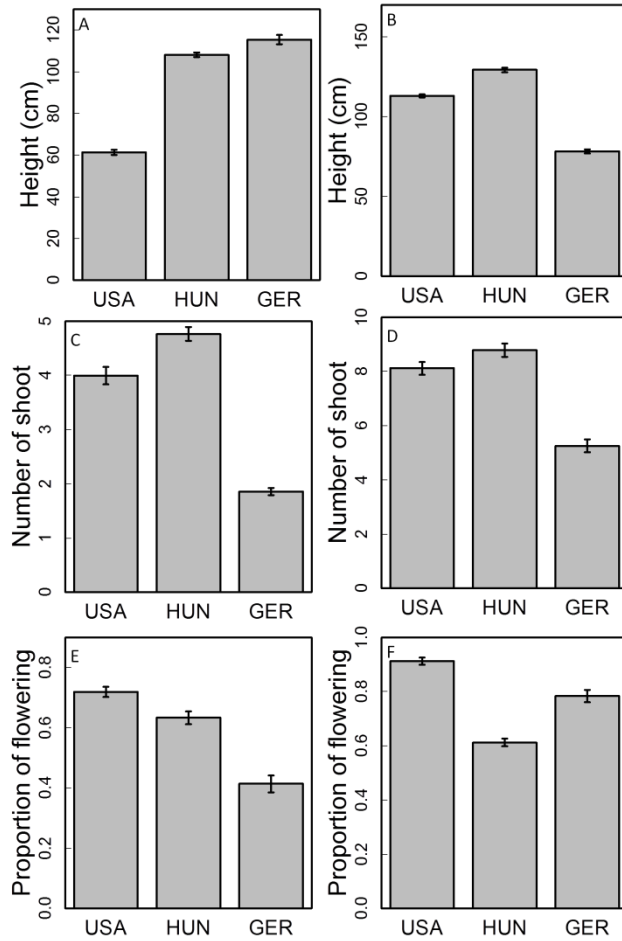 A
Height (cm)
0 20 40 60 80 100 120
USA HUN GER
B
Height (cm)
0 50 100 150
USA HUN GER
C
Number of shoot
0 1 2 3 4 5
USA HUN GER
D
Number of shoot
0 2 4 6 8 10
USA HUN GER
E
Proportion of flowering
0.0 0.2 0.4 0.6 0.8
USA HUN GER
F
Proportion of flowering
0.0 0.2 0.4 0.6 0.8 1.0
USA HUN GER